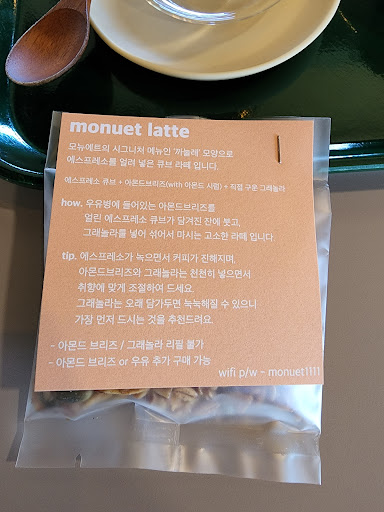 monuet latte
모뉴에트의 시그니처 메뉴인 '까눌레' 모양으로
에스프레소를 얼려 넣은 큐브 라떼 입니다.
에스프레소 큐브 + 아몬드브리즈(with 아몬드 시럽) + 직접 구운 그래놀라
how. 우유병에 들어있는 아몬드브리즈를
얼린 에스프레소 큐브가 담겨진 잔에 붓고,
그래놀라를 넣어 섞어서 마시는 고소한 라떼 입니다.
tip. 에스프레소가 녹으면서 커피가 진해지며,
아몬드브리즈와 그래놀라는 천천히 넣으면서
취향에 맞게 조절하여 드세요.
그래놀라는 오래 담가두면 눅눅해질 수 있으니
가장 먼저 드시는 것을 추천드려요.
- 아몬드 브리즈 / 그래놀라 리필 불가
- 아몬드 브리즈 or 우유 추가 구매 가능
wifi p/w - monuet1111